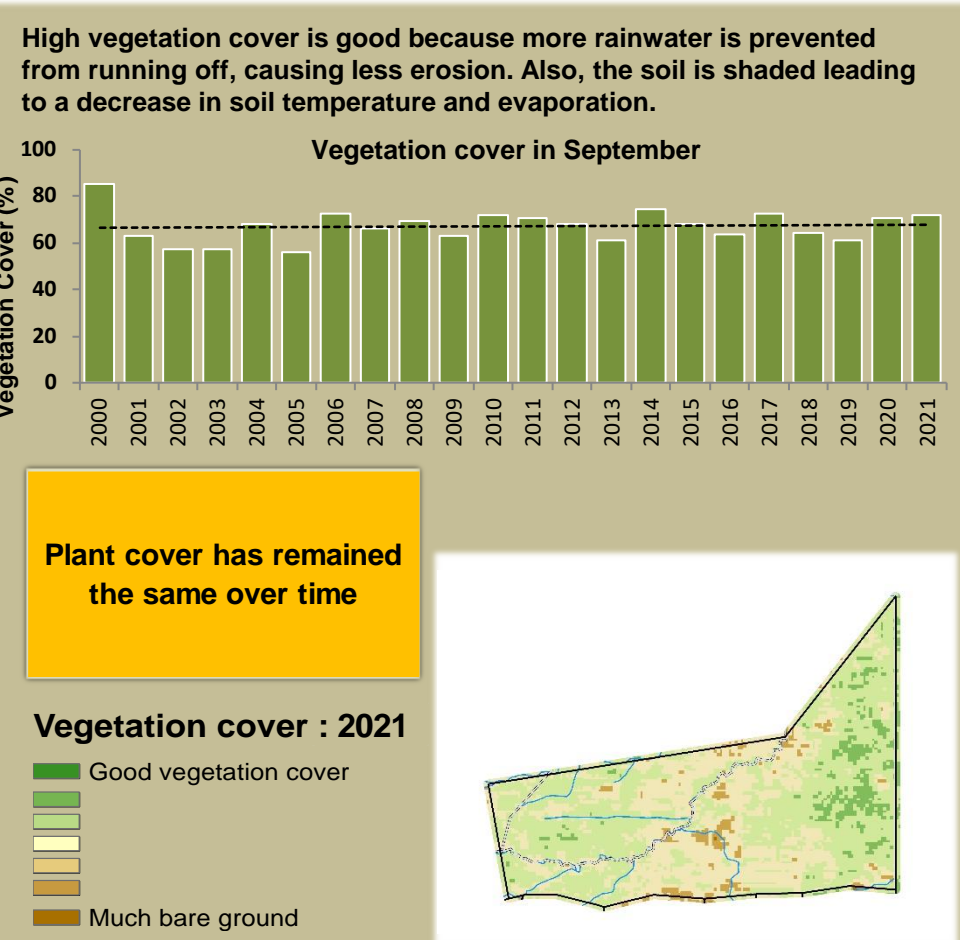 High vegetation cover is good because more rainwater is prevented
from running off, causing less erosion. Also, the soil is shaded leading
to a decrease in soil temperature and evaporation.
Vegetation cover in September
Vegetation Cover (%)
100
80
60
40
20
0
2000 2001 2002 2003 2004 2005 2006 2007 2008 2009 2010 2011 2012 2013 2014 2015 2016 2017 2018 2019 2020 2021
Plant cover has remained
the same over time
Vegetation cover : 2021
Good vegetation cover
Much bare ground